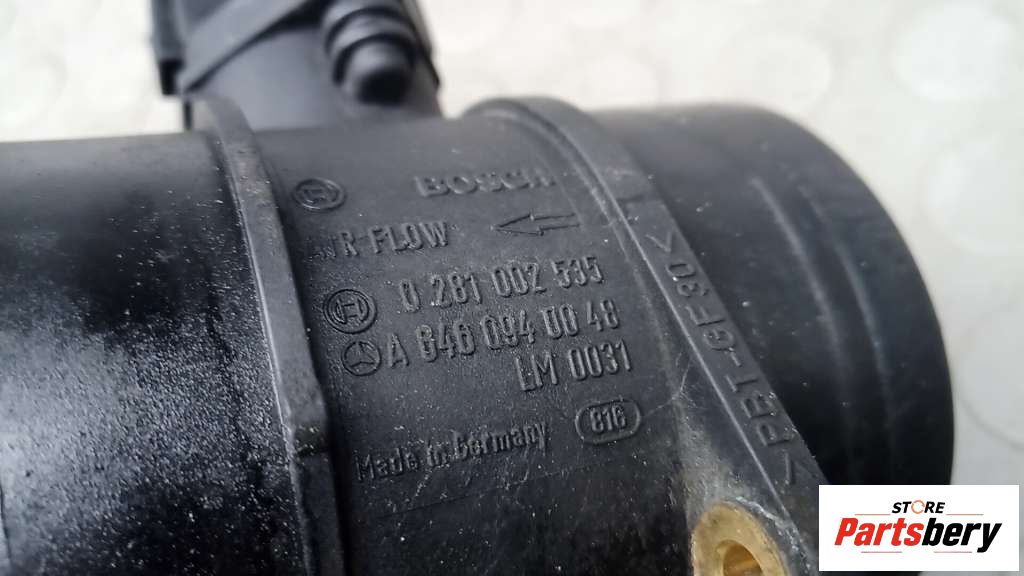 BOSCH
AIR FLOW
0 281 002 535
A 646 094 00 48
LM 0031
816
Made in Germany
>PBT-GF30<
STORE
Partsbery